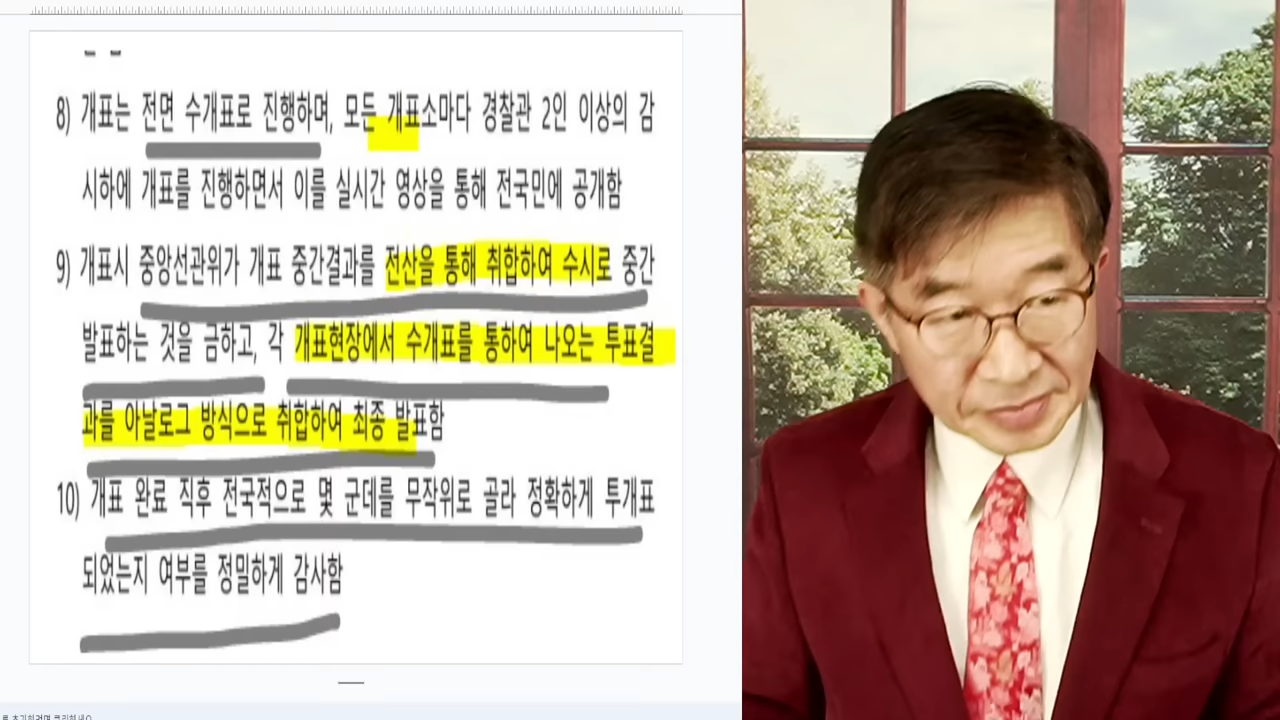 8) 개표는 전면 수개표로 진행하며, 모든 개표소마다 경찰관 2인 이상의 감
시하에 개표를 진행하면서 이를 실시간 영상을 통해 전국민에 공개함
9) 개표시 중앙선관위가 개표 중간결과를 전산을 통해 취합하여 수시로 중간
발표하는 것을 금하고, 각 개표현장에서 수개표를 통하여 나오는 투표결
과를 아날로그 방식으로 취합하여 최종 발표함
10) 개표 완료 직후 전국적으로 몇 군데를 무작위로 골라 정확하게 투개표
되었는지 여부를 정밀하게 감사함